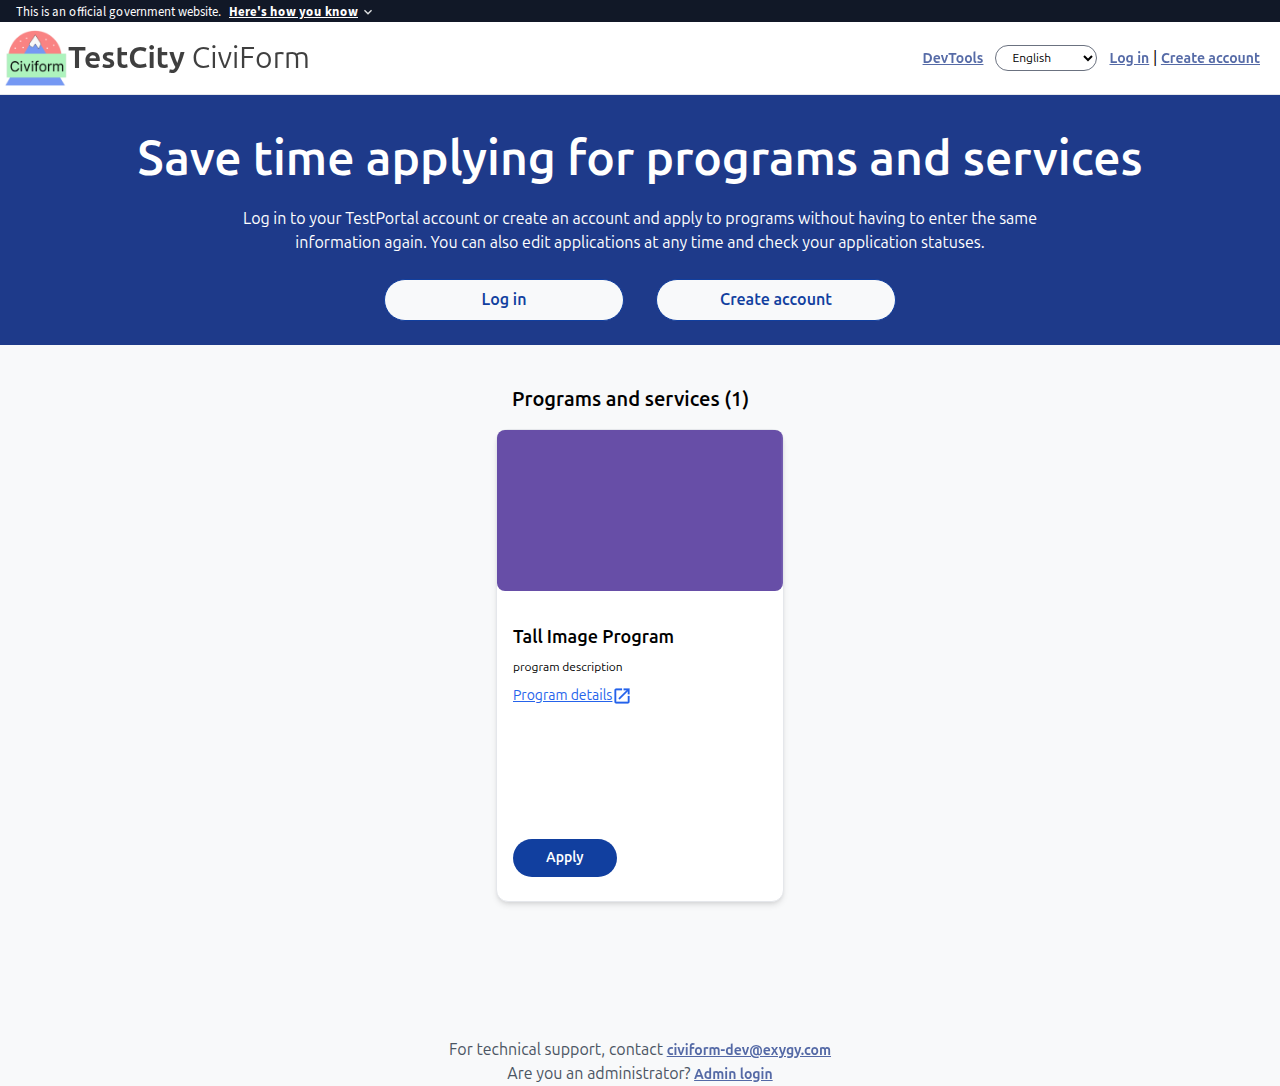 This is an official government website. Here's how you know
Civiform
TestCity CiviForm
DevTools English Log in | Create account
Save time applying for programs and services
Log in to your TestPortal account or create an account and apply to programs without having to enter the same
information again. You can also edit applications at any time and check your application statuses.
Log in Create account
Programs and services (1)
Tall Image Program
program description
Program details
Apply
For technical support, contact civiform-dev@exygy.com
Are you an administrator? Admin login